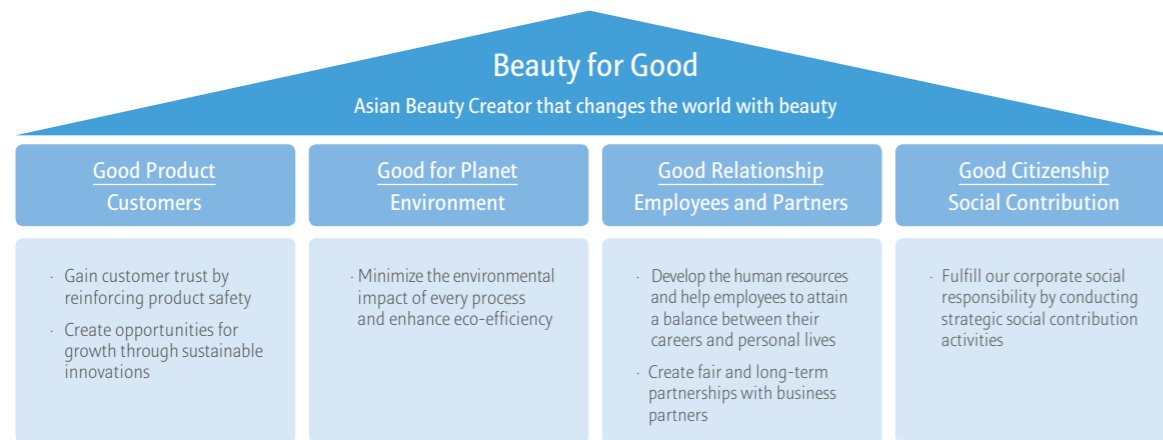 Beauty for Good
Asian Beauty Creator that changes the world with beauty
Good Product
Customers
· Gain customer trust by
reinforcing product safety
· Create opportunities for
growth through sustainable
innovations
Good for Planet
Environment
· Minimize the environmental
impact of every process
and enhance eco-efficiency
Good Relationship
Employees and Partners
· Develop the human resources
and help employees to attain
a balance between their
careers and personal lives
· Create fair and long-term
partnerships with business
partners
Good Citizenship
Social Contribution
· Fulfill our corporate social
responsibility by conducting
strategic social contribution
activities